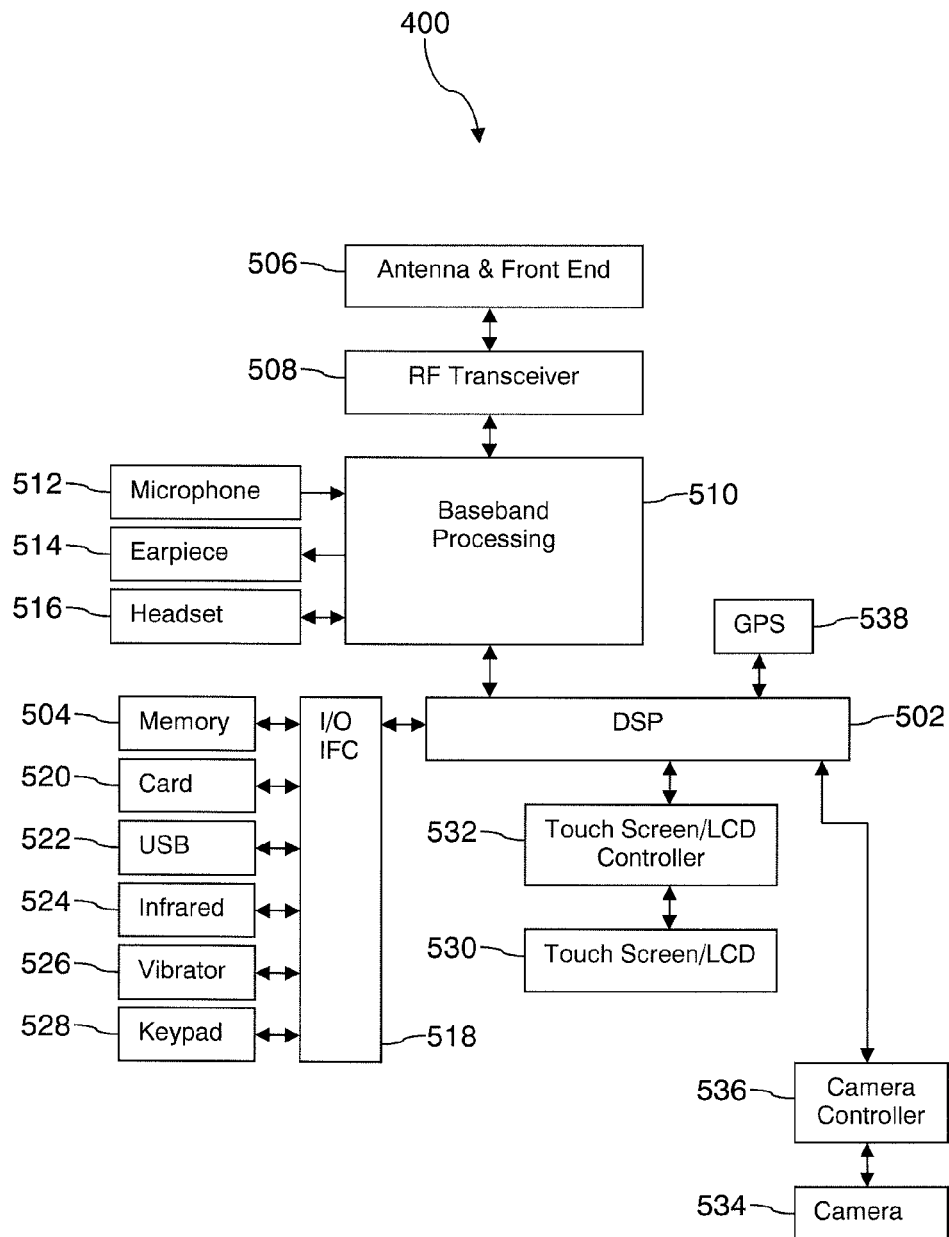 400
506
Antenna & Front End
508
RF Transceiver
512
Microphone
514
Earpiece
516
Headset
Baseband
Processing
510
GPS
538
504
Memory
520
Card
522
USB
524
Infrared
526
Vibrator
528
Keypad
I/O
IFC
518
DSP
502
532
Touch Screen/LCD
Controller
530
Touch Screen/LCD
536
Camera
Controller
534
Camera